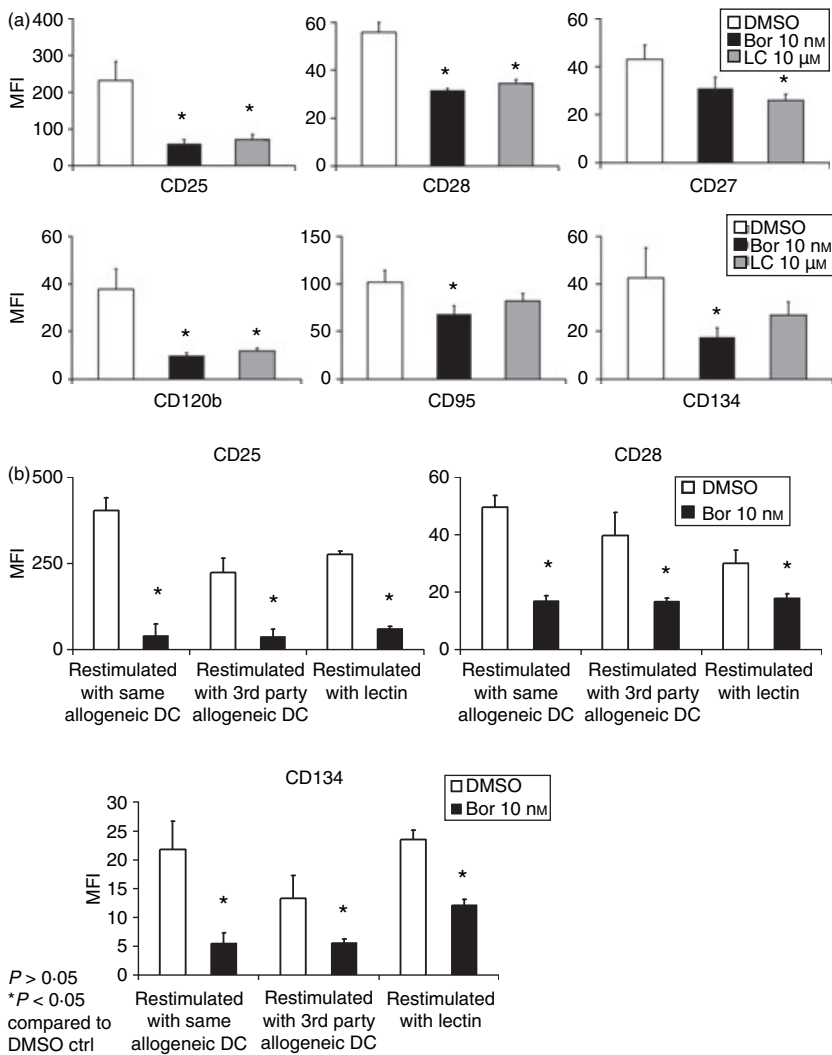 (a)
400
300
200
100
0
MFI
CD25
60
40
20
0
CD28
60
40
20
0
CD27
DMSO
Bor 10 nM
LC 10 µM
* *
* *
*
60
40
20
0
MFI
CD120b
150
100
50
0
CD95
60
40
20
0
CD134
DMSO
Bor 10 nM
LC 10 µM
* *
*
*
(b)
CD25
500
250
0
MFI
* * *
Restimulated with same allogeneic DC
Restimulated with 3rd party allogeneic DC
Restimulated with lectin
CD28
60
40
20
0
DMSO
Bor 10 nM
* * *
Restimulated with same allogeneic DC
Restimulated with 3rd party allogeneic DC
Restimulated with lectin
CD134
30
25
20
15
10
5
0
MFI
DMSO
Bor 10 nM
* * *
Restimulated with same allogeneic DC
Restimulated with 3rd party allogeneic DC
Restimulated with lectin
P > 0·05
*P < 0·05
compared to
DMSO ctrl